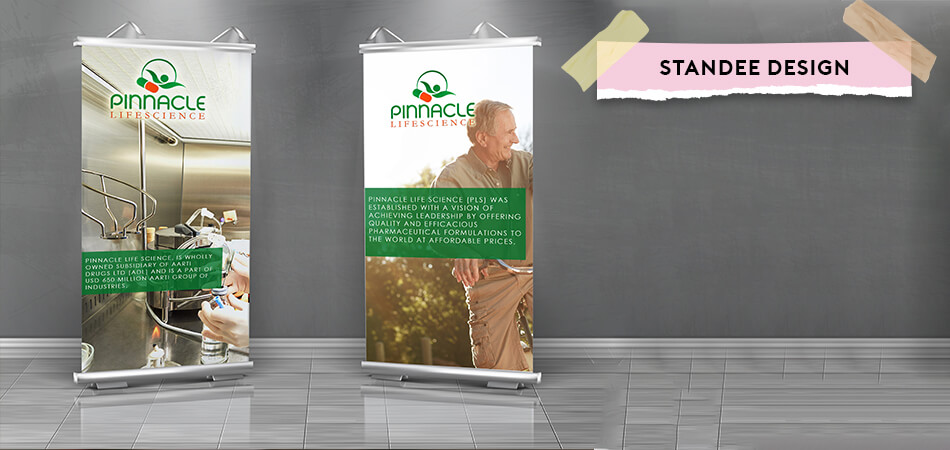 PINNACLE
LIFESCIENCE
PINNACLE LIFE SCIENCE, IS WHOLLY
OWNED SUBSIDIARY OF AARTI
DRUGS LTD (ADL) AND IS A PART OF
USD 650 MILLION AARTI GROUP OF
INDUSTRIES.
PINNACLE
LIFESCIENCE
PINNACLE LIFE SCIENCE (PLS) WAS
ESTABLISHED WITH A VISION OF
ACHIEVING LEADERSHIP BY OFFERING
QUALITY AND EFFICACIOUS
PHARMACEUTICAL FORMULATIONS TO
THE WORLD AT AFFORDABLE PRICES.
STANDEE DESIGN